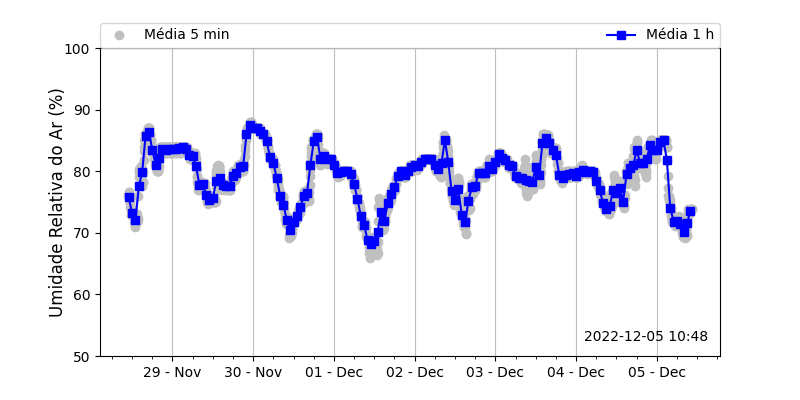 Média 5 min
Média 1 h
Umidade Relativa do Ar (%)
100
90
80
70
60
50
2022-12-05 10:48
29 - Nov
30 - Nov
01 - Dec
02 - Dec
03 - Dec
04 - Dec
05 - Dec